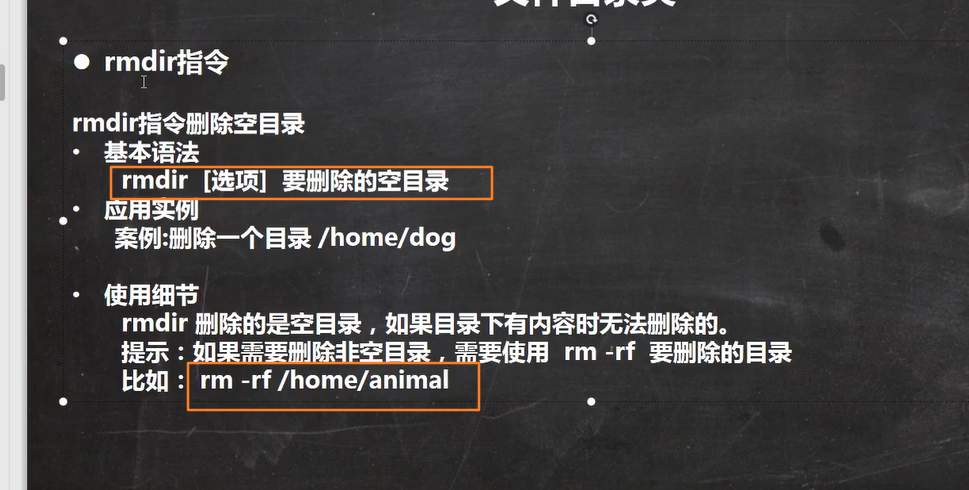 ● rmdir指令
rmdir指令删除空目录
• 基本语法
rmdir [选项] 要删除的空目录
• 应用实例
案例:删除一个目录 /home/dog
• 使用细节
rmdir 删除的是空目录，如果目录下有内容时无法删除的。
提示：如果需要删除非空目录，需要使用 rm -rf 要删除的目录
比如： rm -rf /home/animal